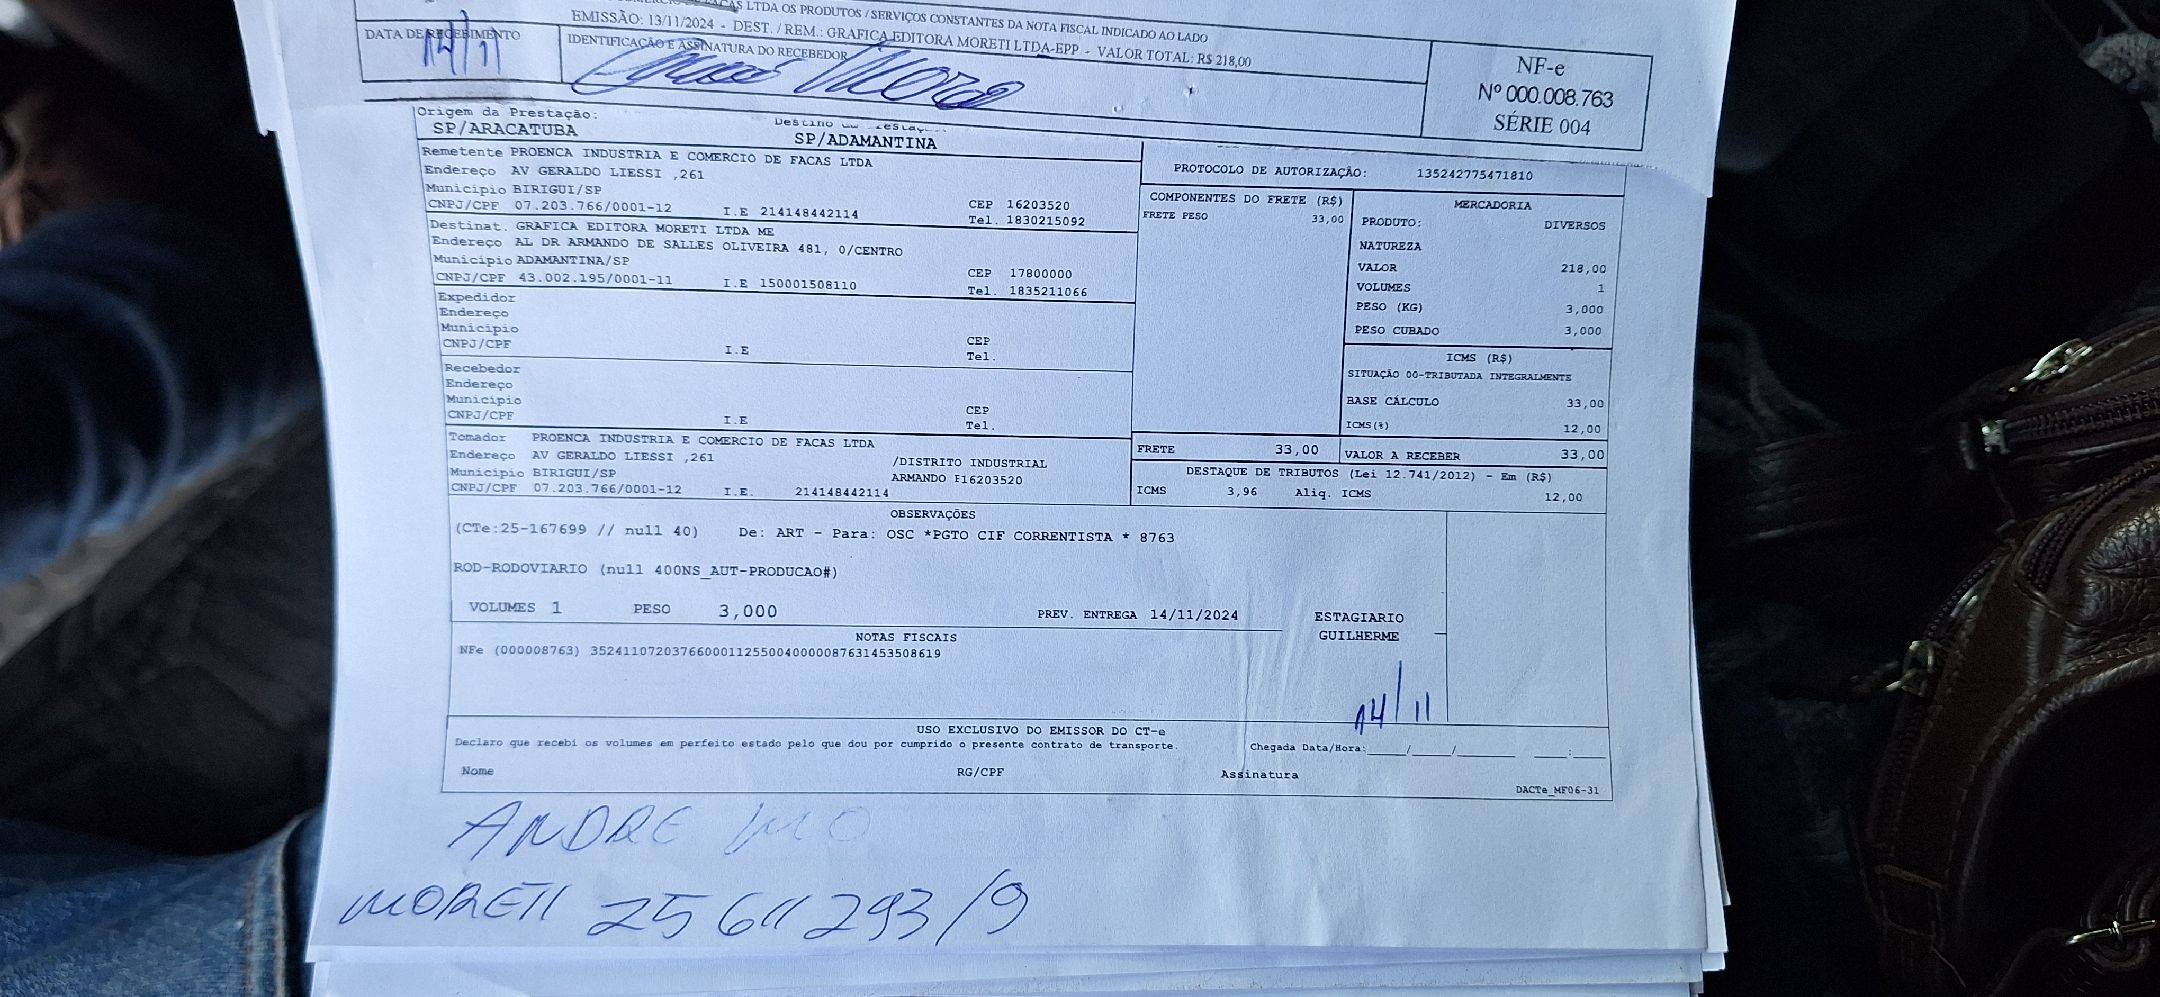 FACAS LTDA OS PRODUTOS / SERVIÇOS CONSTANTES DA NOTA FISCAL INDICADO AO LADO
EMISSÃO: 13/11/2024 - DEST. / REM.: GRAFICA EDITORA MORETI LTDA-EPP - VALOR TOTAL: R$ 218,00
DATA DE RECEBIMENTO
14/11
IDENTIFICAÇÃO E ASSINATURA DO RECEBEDOR
NF-e
Nº 000.008.763
SÉRIE 004
Origem da Prestação:
SP/ARACATUBA
Destino
SP/ADAMANTINA
Remetente PROENCA INDUSTRIA E COMERCIO DE FACAS LTDA
Endereço AV GERALDO LIESSI ,261
Município BIRIGUI/SP
CNPJ/CPF 07.203.766/0001-12 I.E 214148442114
CEP 16203520
Tel. 1830215092
Destinat. GRAFICA EDITORA MORETI LTDA ME
Endereço AL DR ARMANDO DE SALLES OLIVEIRA 481, 0/CENTRO
Município ADAMANTINA/SP
CNPJ/CPF 43.002.195/0001-11 I.E 150001508110
CEP 17800000
Tel. 1835211066
Expedidor
Endereço
Município
CNPJ/CPF I.E
CEP
Tel.
Recebedor
Endereço
Município
CNPJ/CPF I.E
CEP
Tel.
Tomador PROENCA INDUSTRIA E COMERCIO DE FACAS LTDA
Endereço AV GERALDO LIESSI ,261 /DISTRITO INDUSTRIAL
Município BIRIGUI/SP ARMANDO F16203520
CNPJ/CPF 07.203.766/0001-12 I.E. 214148442114
PROTOCOLO DE AUTORIZAÇÃO: 135242775471810
COMPONENTES DO FRETE (R$)
FRETE PESO 33,00
MERCADORIA
PRODUTO: DIVERSOS
NATUREZA
VALOR 218,00
VOLUMES 1
PESO (KG) 3,000
PESO CUBADO 3,000
ICMS (R$)
SITUAÇÃO 00-TRIBUTADA INTEGRALMENTE
BASE CÁLCULO 33,00
ICMS(%) 12,00
FRETE 33,00 VALOR A RECEBER 33,00
DESTAQUE DE TRIBUTOS (Lei 12.741/2012) - Em (R$)
ICMS 3,96 Aliq. ICMS 12,00
OBSERVAÇÕES
(CTe:25-167699 // null 40) De: ART - Para: OSC *PGTO CIF CORRENTISTA * 8763
ROD-RODOVIARIO (null 400NS_AUT-PRODUCAO#)
VOLUMES 1 PESO 3,000 PREV. ENTREGA 14/11/2024
ESTAGIARIO
GUILHERME
NOTAS FISCAIS
NFe (000008763) 35241107203766000112550040000087631453508619
14/11
USO EXCLUSIVO DO EMISSOR DO CT-e
Declaro que recebi os volumes em perfeito estado pelo que dou por cumprido o presente contrato de transporte.
Chegada Data/Hora:_____/_____/_______ ____:____
Nome RG/CPF Assinatura
DACTe_MF06-31
ANDRE MO
MORETI 25611293/9